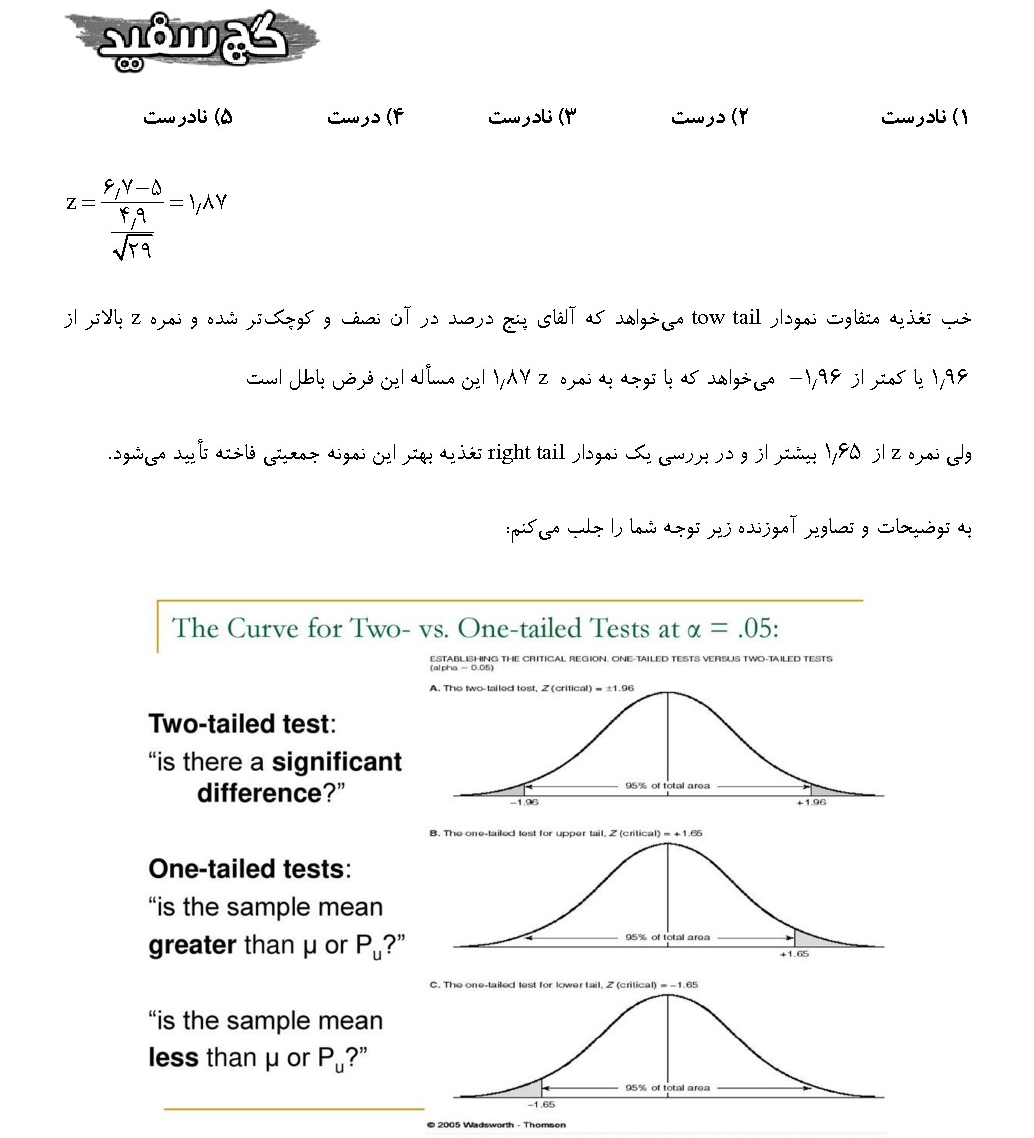 گچ سفید
۱) نادرست ۲) درست ۳) نادرست ۴) درست ۵) نادرست
z = (۶٫۷−۵) / (۴٫۹ / √۲۹) = ۱٫۸۷
خب تغذیه متفاوت نمودار tow tail می‌خواهد که آلفای پنج درصد در آن نصف و کوچک‌تر شده و نمره z بالاتر از
۱٫۹۶ یا کمتر از ۱٫۹۶− می‌خواهد که با توجه به نمره z ۱٫۸۷ این مسأله این فرض باطل است
ولی نمره z از ۱٫۶۵ بیشتر از و در بررسی یک نمودار right tail تغذیه بهتر این نمونه جمعیتی فاخته تأیید می‌شود.
به توضیحات و تصاویر آموزنده زیر توجه شما را جلب می‌کنم:
The Curve for Two- vs. One-tailed Tests at α = .05:
ESTABLISHING THE CRITICAL REGION. ONE-TAILED TESTS VERSUS TWO-TAILED TESTS
(alpha = 0.05)
A. The two-tailed test, Z (critical) = ±1.96
Two-tailed test:
“is there a significant
difference?”
95% of total area
−1.96 +1.96
B. The one-tailed test for upper tail, Z (critical) = +1.65
One-tailed tests:
“is the sample mean
greater than μ or Pu?”
95% of total area
+1.65
C. The one-tailed test for lower tail, Z (critical) = −1.65
“is the sample mean
less than μ or Pu?”
95% of total area
−1.65
© 2005 Wadsworth - Thomson